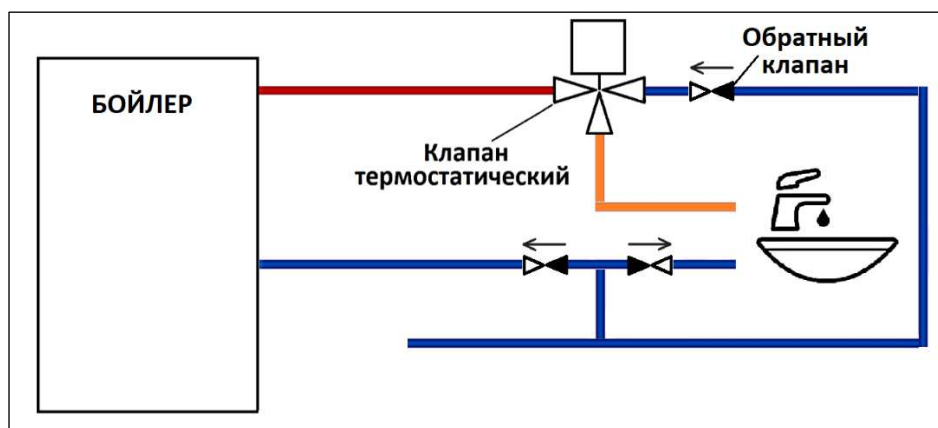 Обратный
клапан
БОЙЛЕР
Клапан
термостатический